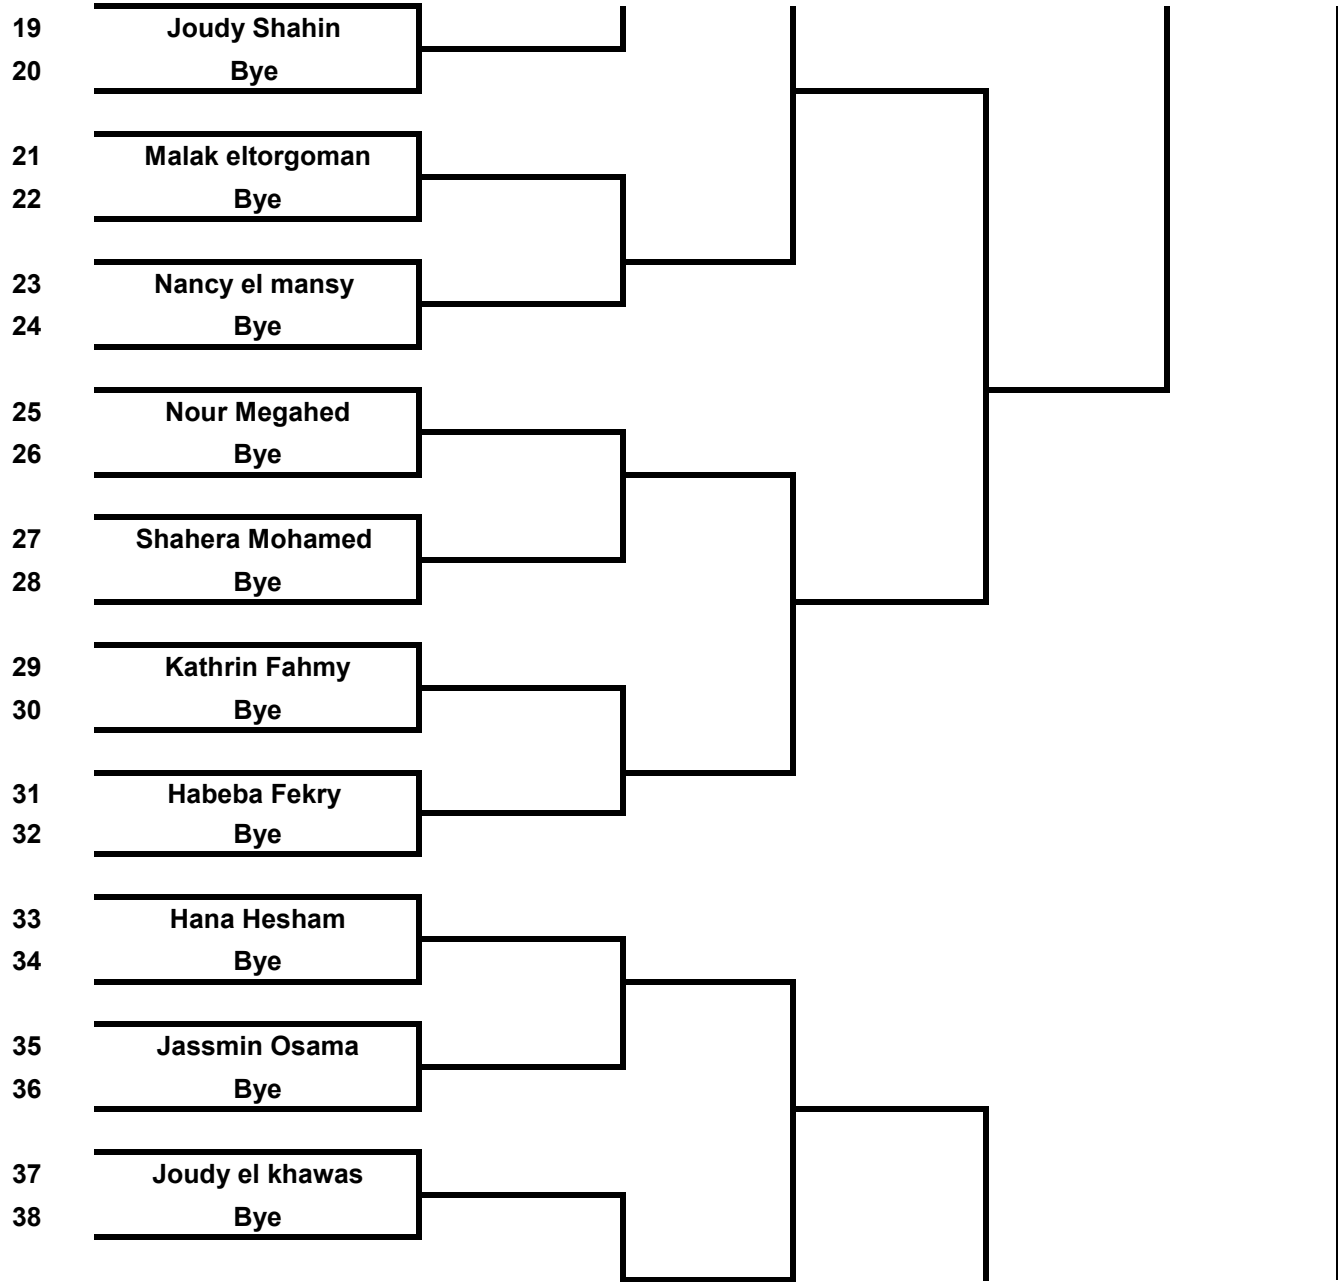 19 Joudy Shahin
20 Bye
21 Malak eltorgoman
22 Bye
23 Nancy el mansy
24 Bye
25 Nour Megahed
26 Bye
27 Shahera Mohamed
28 Bye
29 Kathrin Fahmy
30 Bye
31 Habeba Fekry
32 Bye
33 Hana Hesham
34 Bye
35 Jassmin Osama
36 Bye
37 Joudy el khawas
38 Bye